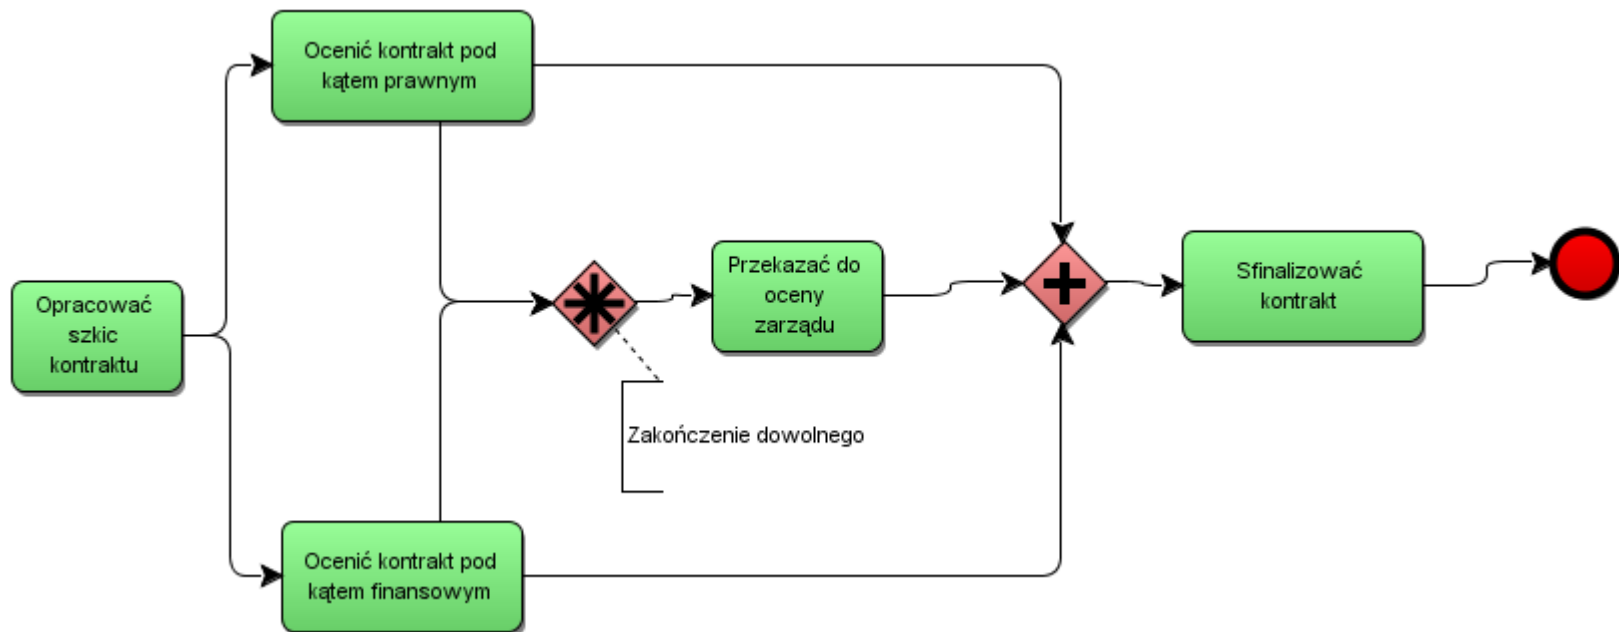 Ocenić kontrakt pod
kątem prawnym
Opracować
szkic
kontraktu
Przekazać do
oceny
zarządu
Sfinalizować
kontrakt
Zakończenie dowolnego
Ocenić kontrakt pod
kątem finansowym